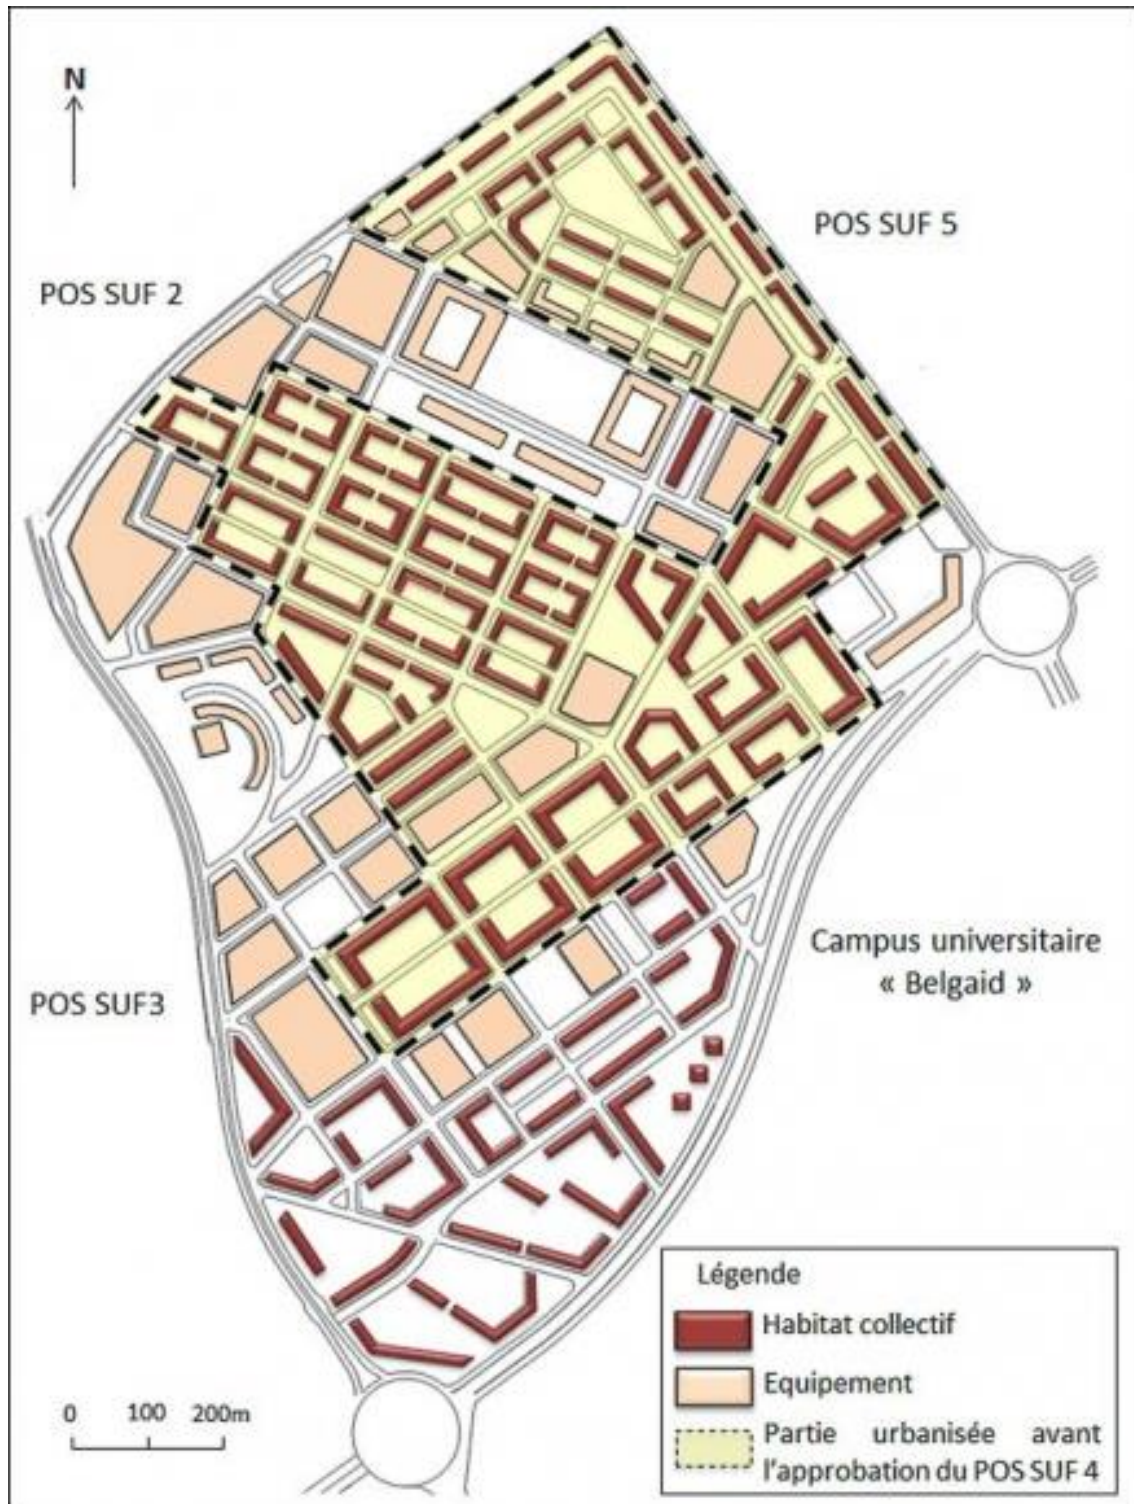 N
POS SUF 5
POS SUF 2
Campus universitaire
« Belgaid »
POS SUF3
Légende
Habitat collectif
Equipement
Partie urbanisée avant
l'approbation du POS SUF 4
0 100 200m